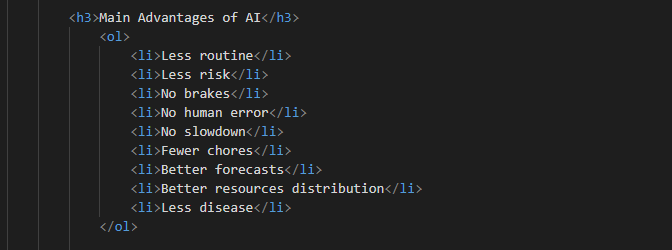 <h3>Main Advantages of AI</h3>
<ol>
<li>Less routine</li>
<li>Less risk</li>
<li>No brakes</li>
<li>No human error</li>
<li>No slowdown</li>
<li>Fewer chores</li>
<li>Better forecasts</li>
<li>Better resources distribution</li>
<li>Less disease</li>
</ol>